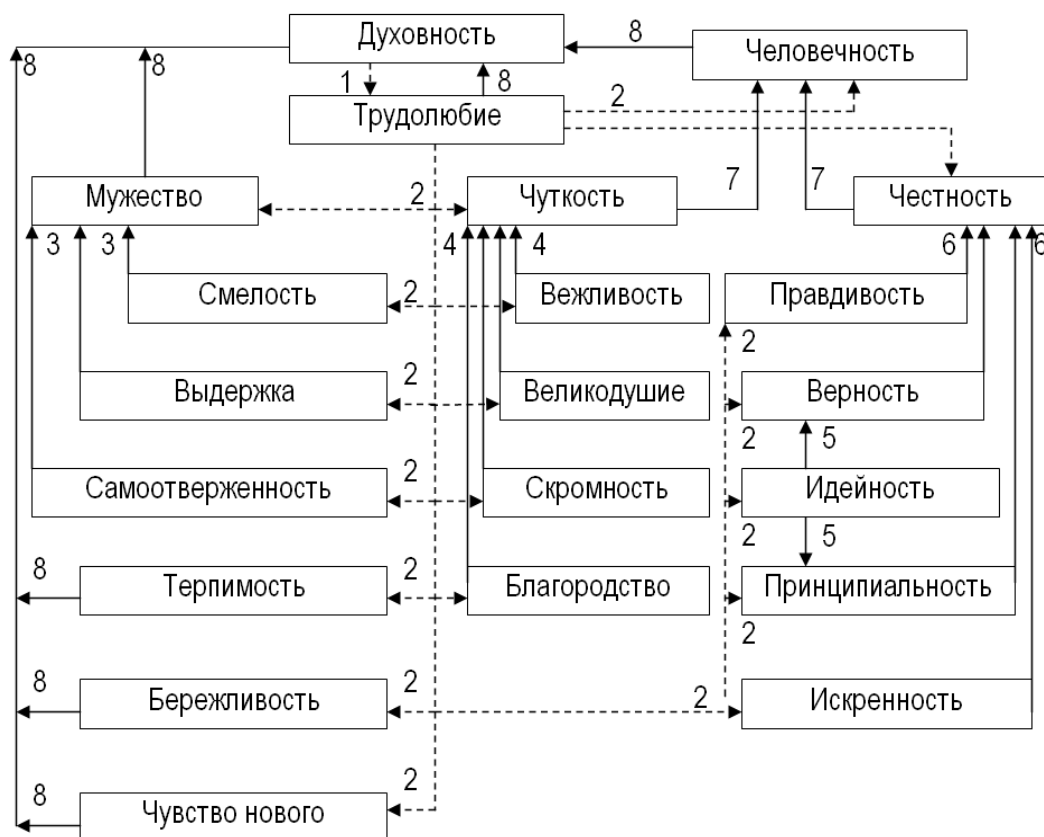 Духовность
8
Человечность
8
8
1
8
2
Трудолюбие
Мужество
2
Чуткость
7
7
Честность
3
3
4
4
6
6
Смелость
2
Вежливость
Правдивость
2
Выдержка
2
Великодушие
Верность
2
5
Самоотверженность
2
Скромность
Идейность
2
5
8
Терпимость
2
Благородство
Принципиальность
2
8
Бережливость
2
2
Искренность
8
Чувство нового
2